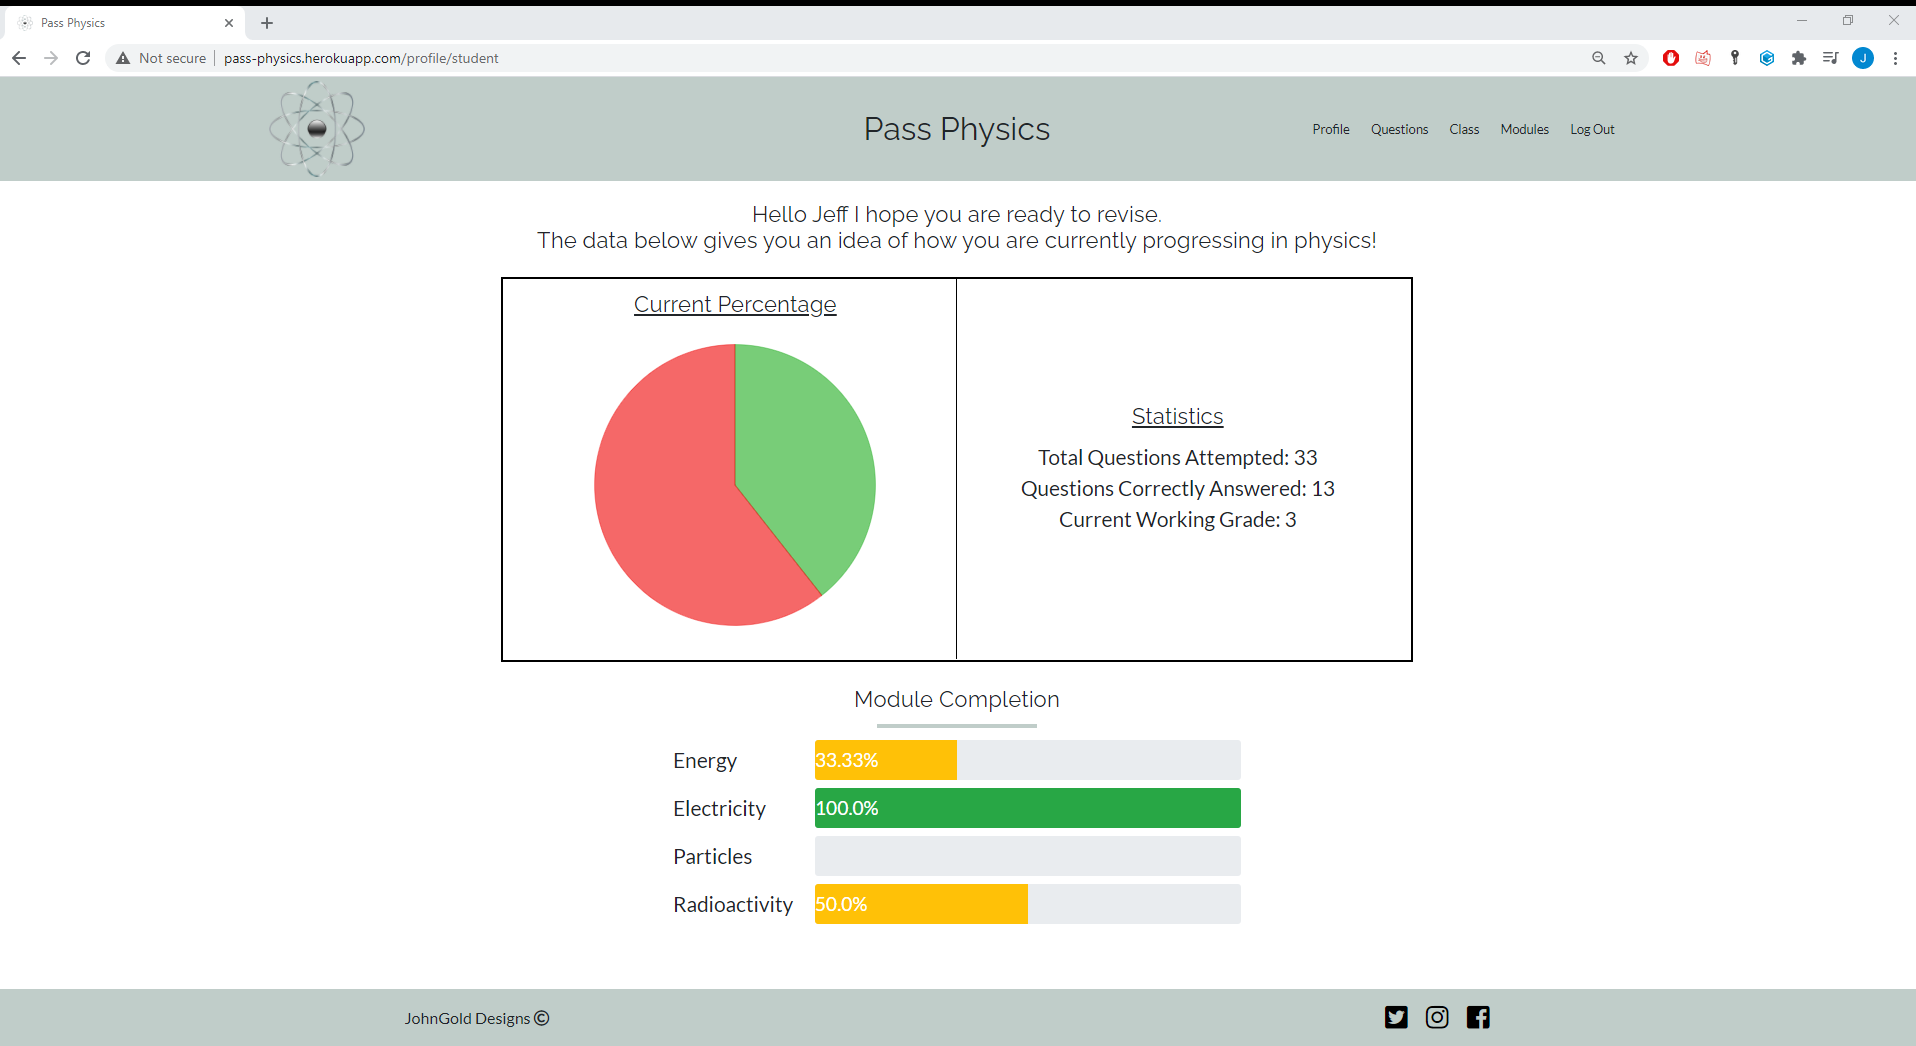 Pass Physics
Not secure | pass-physics.herokuapp.com/profile/student
J
Pass Physics
Profile Questions Class Modules Log Out
Hello Jeff I hope you are ready to revise.
The data below gives you an idea of how you are currently progressing in physics!
Current Percentage
Statistics
Total Questions Attempted: 33
Questions Correctly Answered: 13
Current Working Grade: 3
Module Completion
Energy 33.33%
Electricity 100.0%
Particles
Radioactivity 50.0%
JohnGold Designs ©